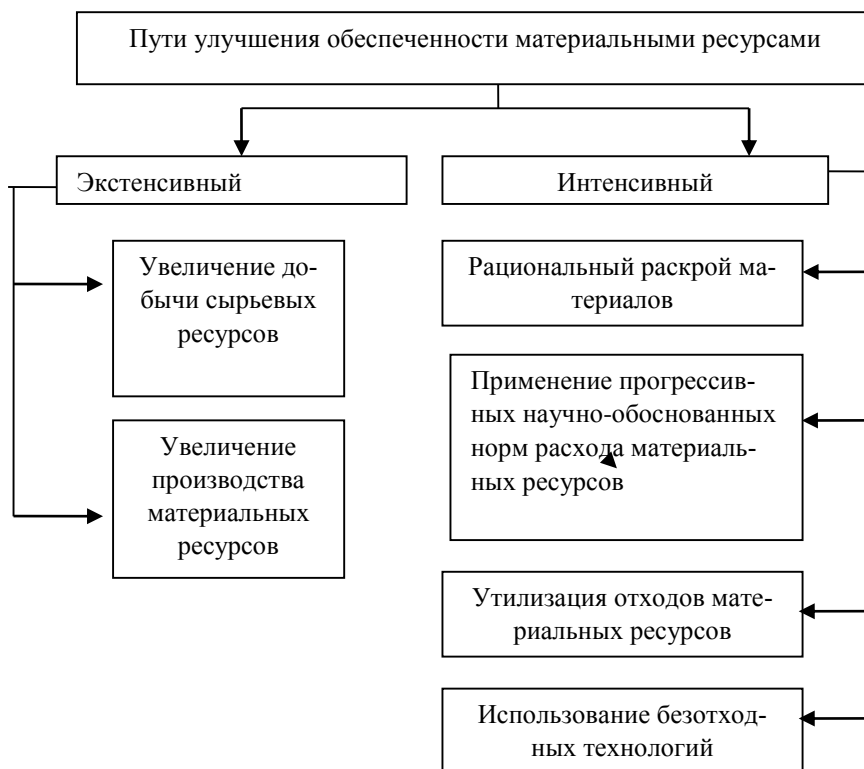 Пути улучшения обеспеченности материальными ресурсами
Экстенсивный
Интенсивный
Увеличение до-
бычи сырьевых
ресурсов
Увеличение
производства
материальных
ресурсов
Рациональный раскрой ма-
териалов
Применение прогрессив-
ных научно-обоснованных
норм расхода материаль-
ных ресурсов
Утилизация отходов мате-
риальных ресурсов
Использование безотход-
ных технологий